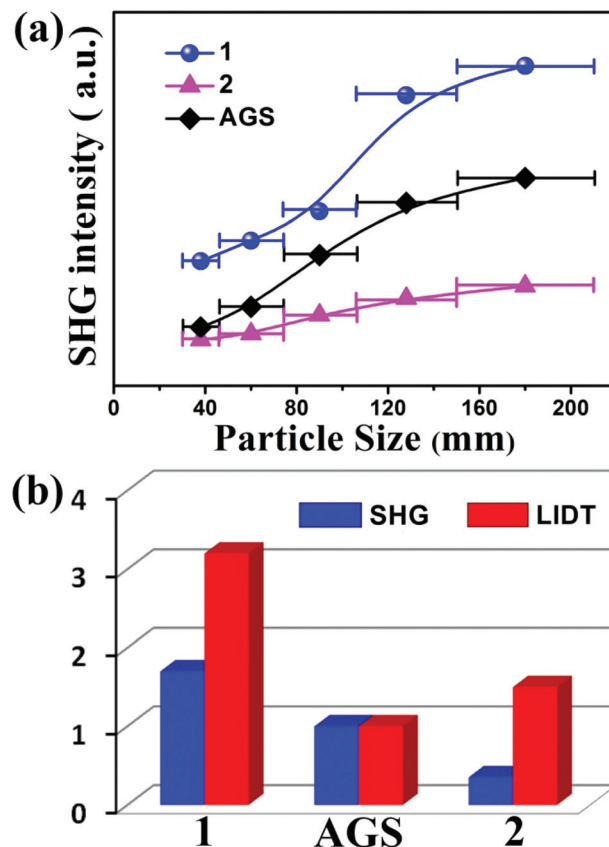 (a)
1
2
AGS
SHG intensity ( a.u.)
0 40 80 120 160 200
Particle Size (mm)
(b)
SHG LIDT
4
3
2
1
0
1 AGS 2